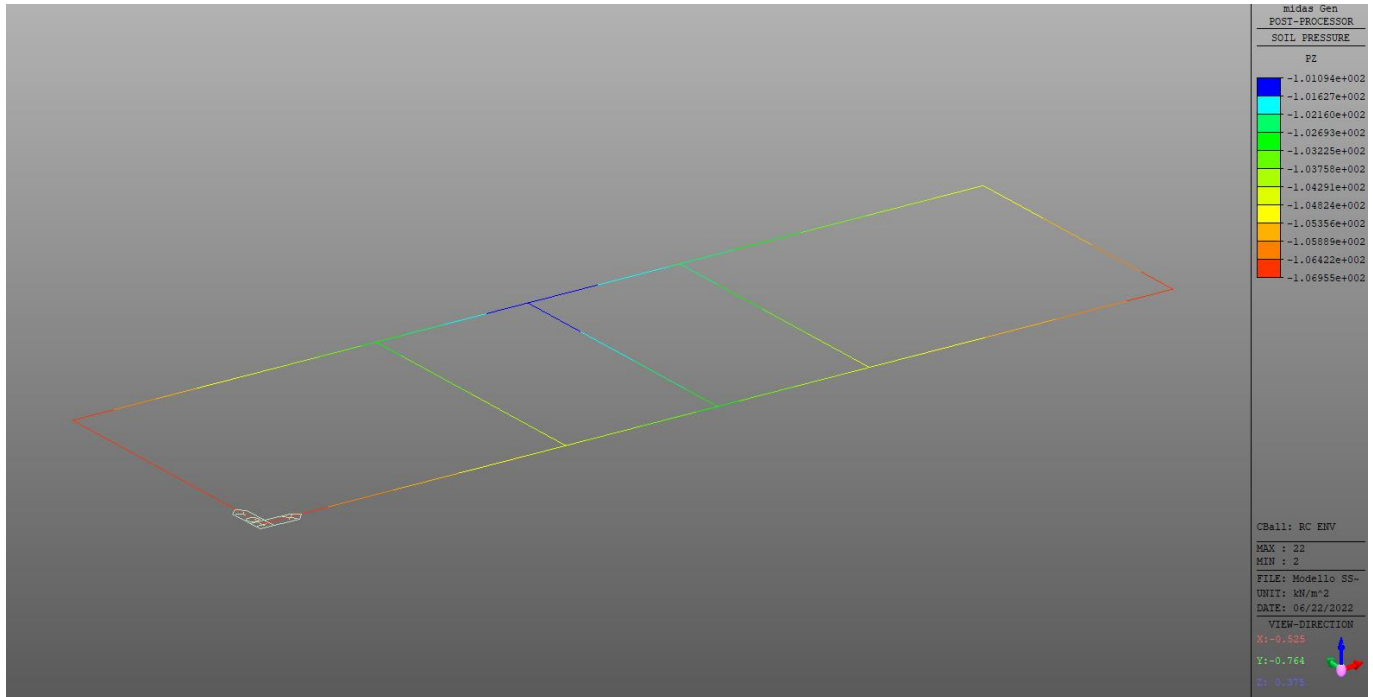 midas Gen
POST-PROCESSOR
SOIL PRESSURE
PZ
-1.01094e+002
-1.01627e+002
-1.02160e+002
-1.02693e+002
-1.03225e+002
-1.03758e+002
-1.04291e+002
-1.04824e+002
-1.05356e+002
-1.05889e+002
-1.06422e+002
-1.06955e+002
CBall: RC ENV
MAX : 22
MIN : 2
FILE: Modello SS~
UNIT: kN/m^2
DATE: 06/22/2022
VIEW-DIRECTION
X:-0.525
Y:-0.764
Z: 0.375